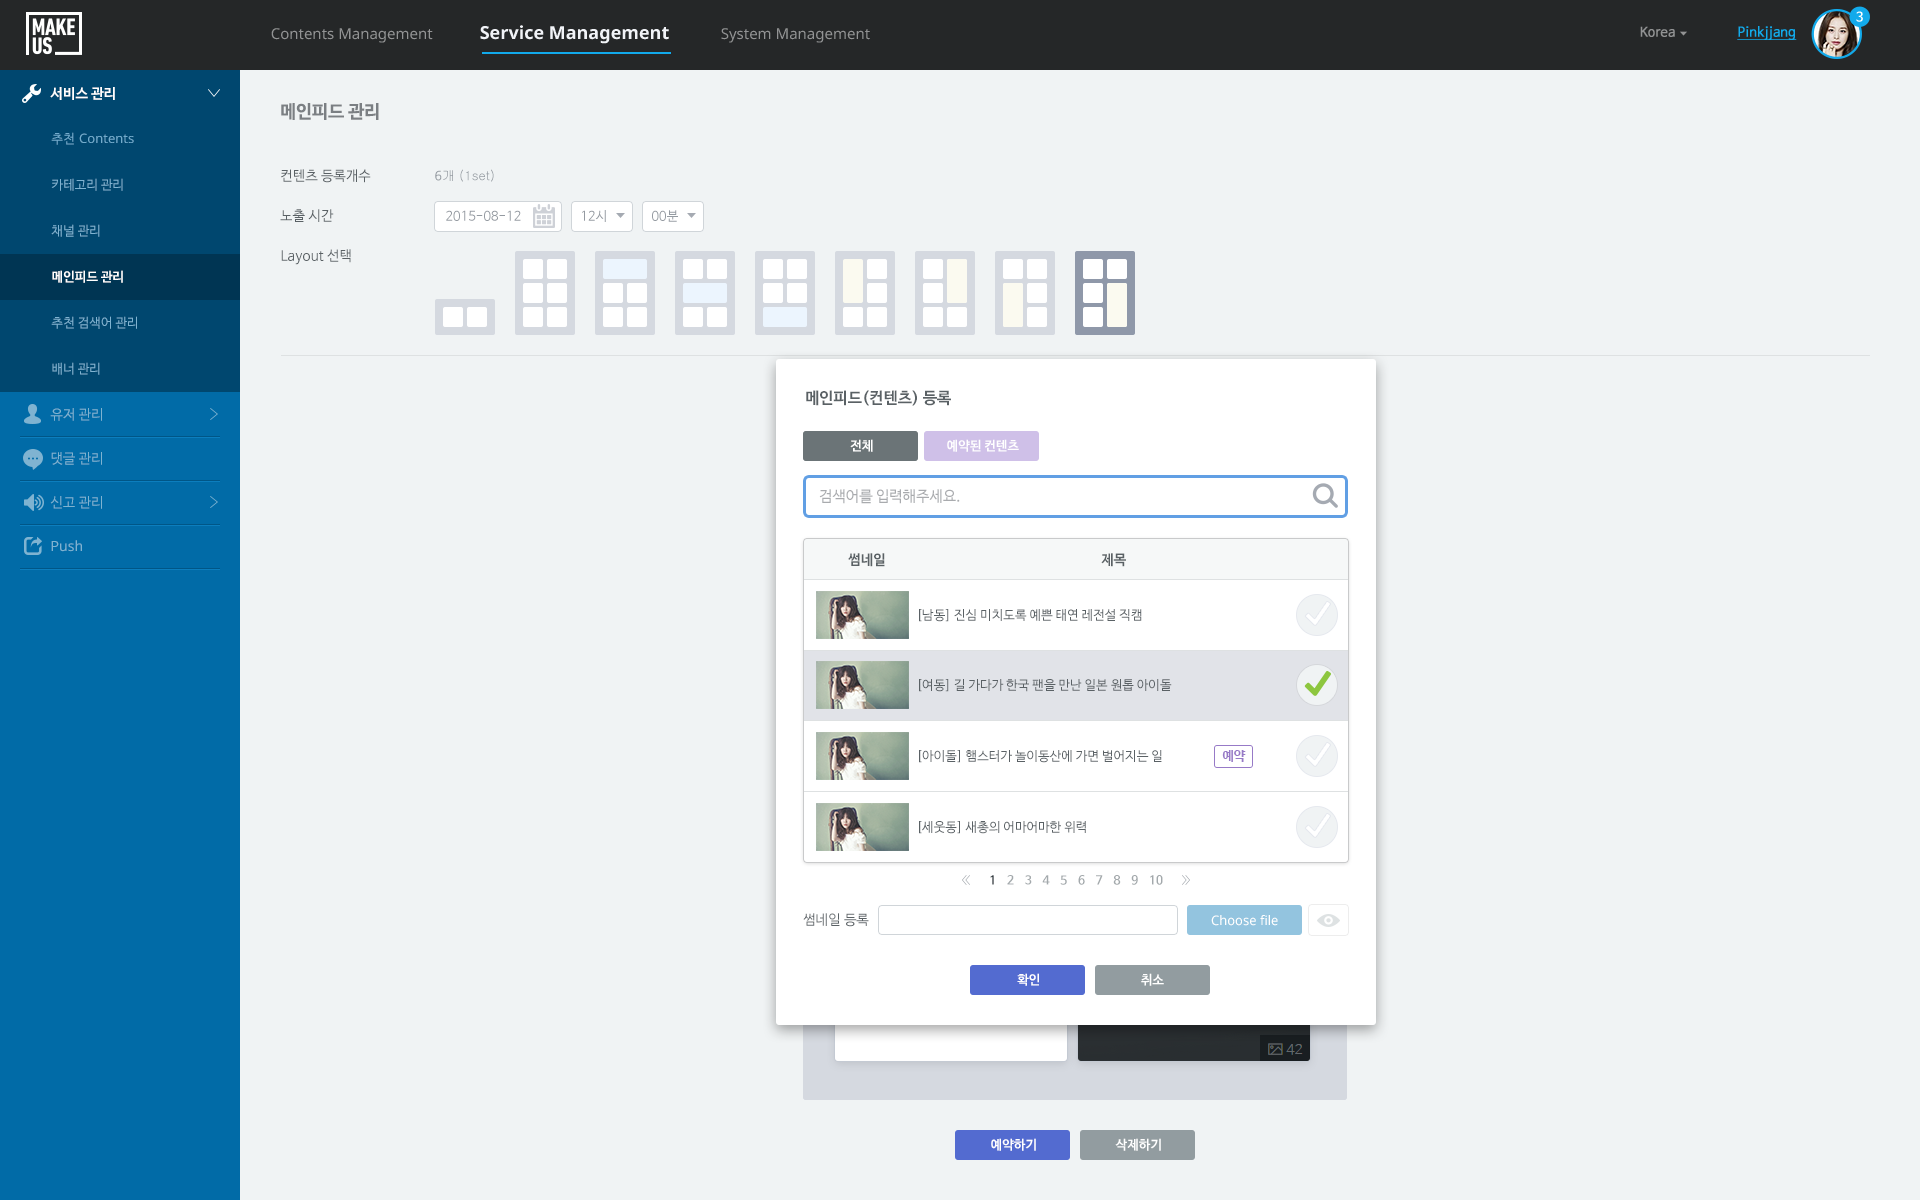 MAKE
US
Contents Management
Service Management
System Management
Korea
Pinkjjang
3
서비스 관리
추천 Contents
카테고리 관리
채널 관리
메인피드 관리
추천 검색어 관리
배너 관리
유저 관리
댓글 관리
신고 관리
Push
메인피드 관리
컨텐츠 등록개수
6개 (1set)
노출 시간
2015-08-12
12시
00분
Layout 선택
메인피드(컨텐츠) 등록
전체
예약된 컨텐츠
검색어를 입력해주세요.
썸네일
제목
[남동] 진심 미치도록 예쁜 태연 레전설 직캠
[여동] 길 가다가 한국 팬을 만난 일본 원톱 아이돌
[아이돌] 햄스터가 놀이동산에 가면 벌어지는 일
예약
[세웃동] 새총의 어마어마한 위력
« 1 2 3 4 5 6 7 8 9 10 »
썸네일 등록
Choose file
확인
취소
42
예약하기
삭제하기